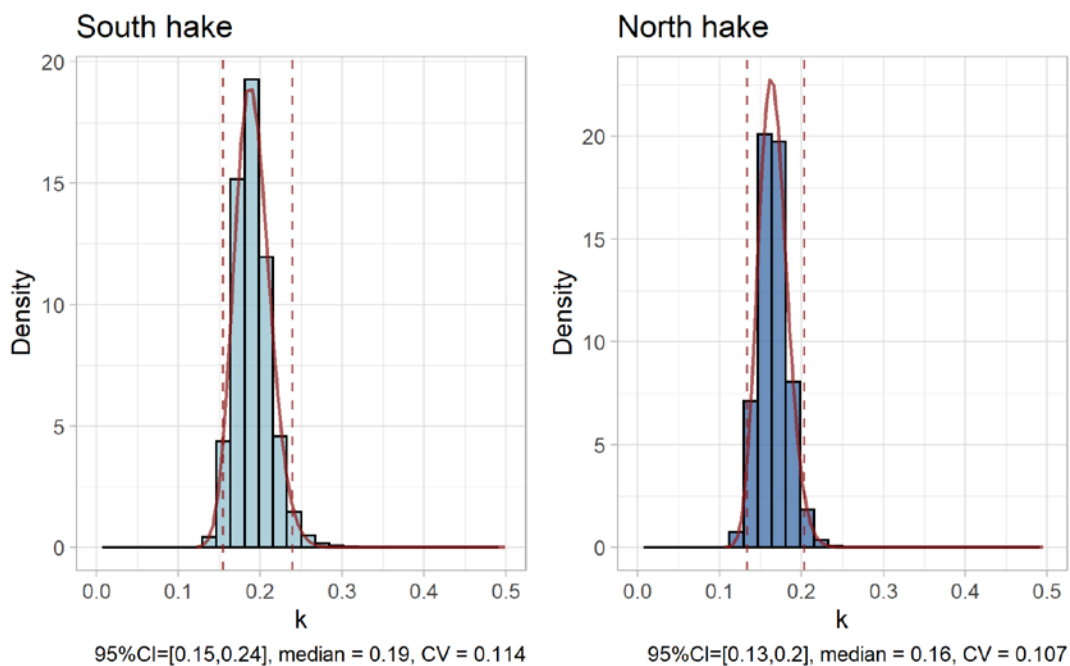 South hake
20
15
10
5
0
Density
0.0 0.1 0.2 0.3 0.4 0.5
k
95%CI=[0.15,0.24], median = 0.19, CV = 0.114
North hake
20
15
10
5
0
Density
0.0 0.1 0.2 0.3 0.4 0.5
k
95%CI=[0.13,0.2], median = 0.16, CV = 0.107